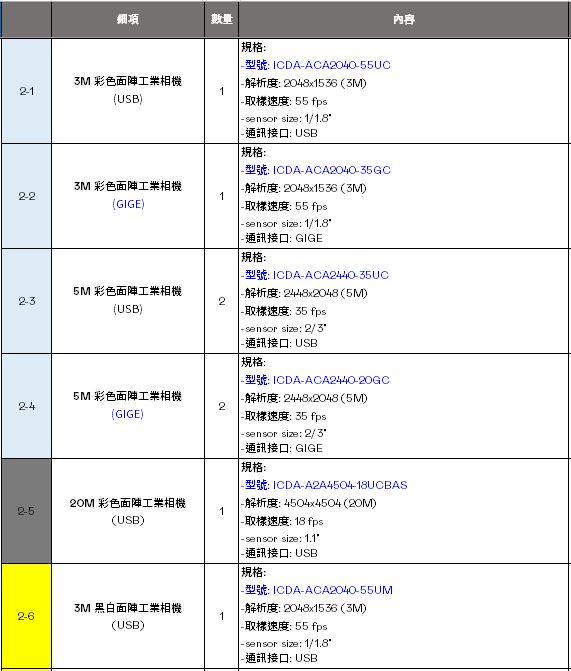 細項 數量 內容
2-1
3M 彩色面陣工業相機
(USB)
1
規格:
-型號: ICDA-ACA2040-55UC
-解析度: 2048x1536 (3M)
-取樣速度: 55 fps
-sensor size: 1/1.8"
-通訊接口: USB
2-2
3M 彩色面陣工業相機
(GIGE)
1
規格:
-型號: ICDA-ACA2040-35GC
-解析度: 2048x1536 (3M)
-取樣速度: 55 fps
-sensor size: 1/1.8"
-通訊接口: GIGE
2-3
5M 彩色面陣工業相機
(USB)
2
規格:
-型號: ICDA-ACA2440-35UC
-解析度: 2448x2048 (5M)
-取樣速度: 35 fps
-sensor size: 2/3"
-通訊接口: USB
2-4
5M 彩色面陣工業相機
(GIGE)
2
規格:
-型號: ICDA-ACA2440-20GC
-解析度: 2448x2048 (5M)
-取樣速度: 35 fps
-sensor size: 2/3"
-通訊接口: GIGE
2-5
20M 彩色面陣工業相機
(USB)
1
規格:
-型號: ICDA-A2A4504-18UCBAS
-解析度: 4504x4504 (20M)
-取樣速度: 18 fps
-sensor size: 1.1"
-通訊接口: USB
2-6
3M 黑白面陣工業相機
(USB)
1
規格:
-型號: ICDA-ACA2040-55UM
-解析度: 2048x1536 (3M)
-取樣速度: 55 fps
-sensor size: 1/1.8"
-通訊接口: USB